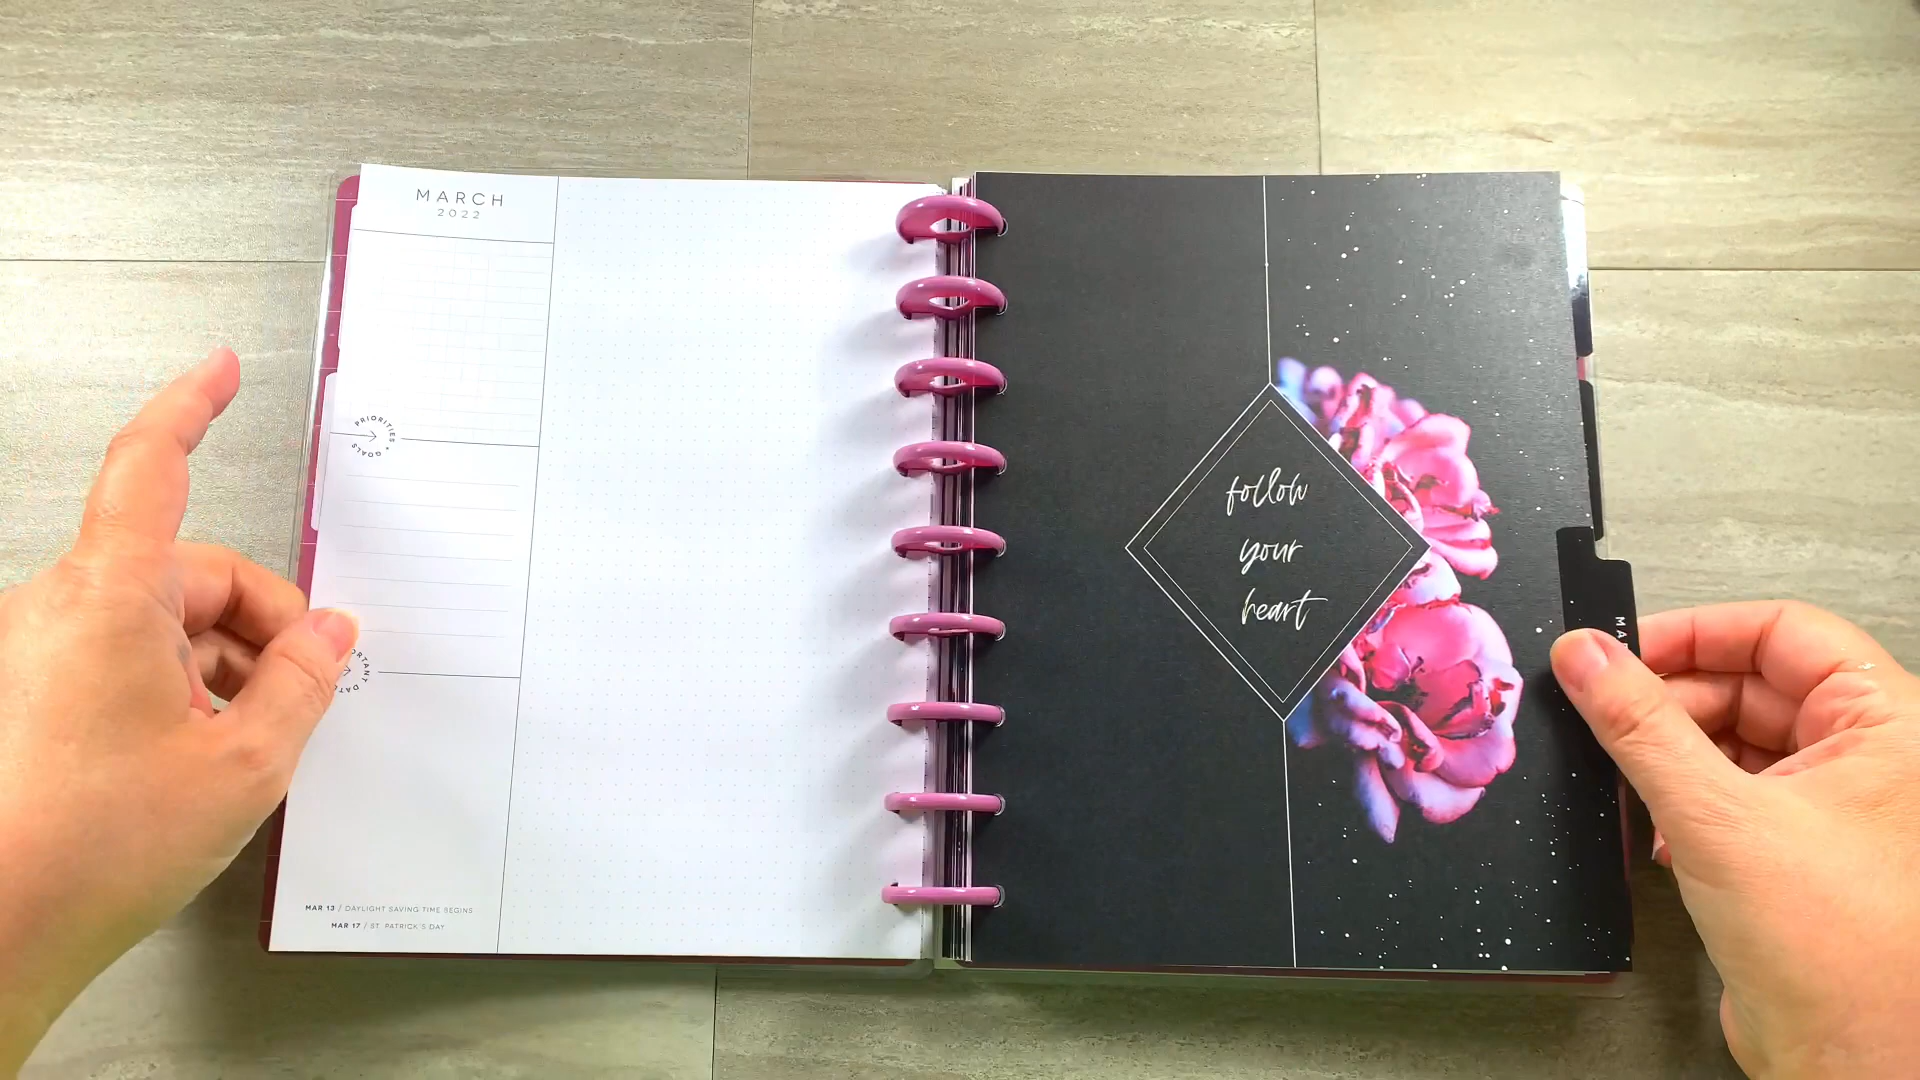 MARCH
2022
PRIORITIES • GOALS
MAR 13 / DAYLIGHT SAVING TIME BEGINS
MAR 17 / ST. PATRICK'S DAY
follow
your
heart